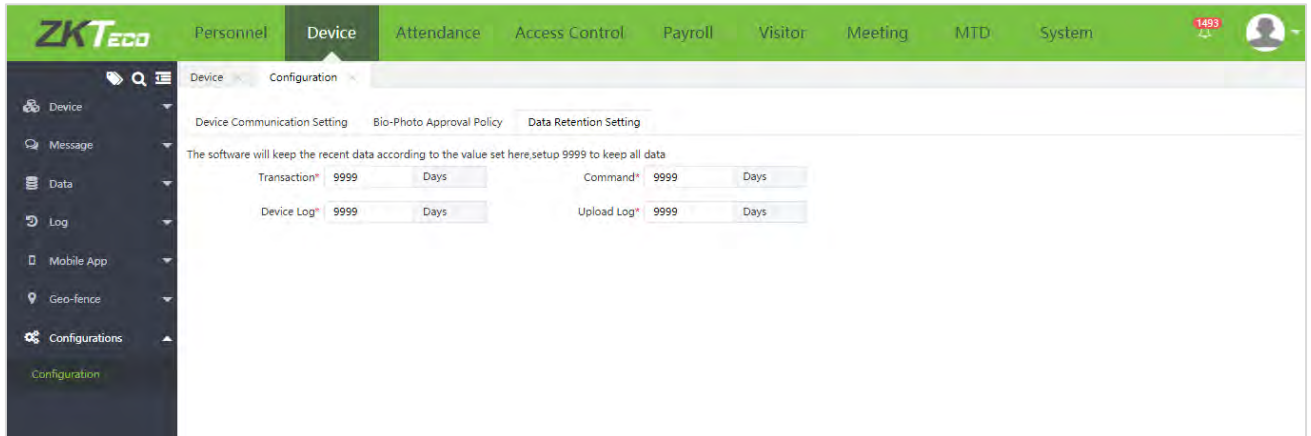 ZKTECO Personnel Device Attendance Access Control Payroll Visitor Meeting MTD System 1493
Device Configuration
Device
Message
Data
Log
Mobile App
Geo-fence
Configurations
Configuration
Device Communication Setting Bio-Photo Approval Policy Data Retention Setting
The software will keep the recent data according to the value set here,setup 9999 to keep all data
Transaction* 9999 Days Command* 9999 Days
Device Log* 9999 Days Upload Log* 9999 Days